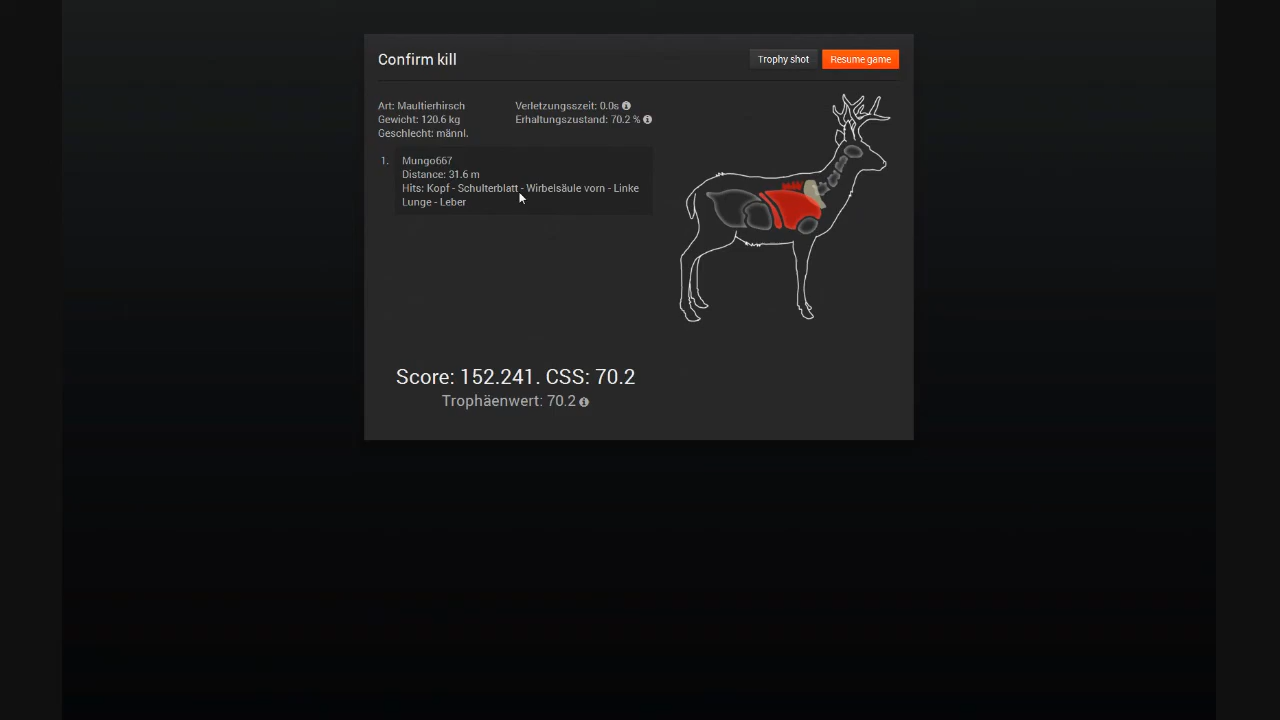 Confirm kill
Trophy shot
Resume game
Art: Maultierhirsch
Gewicht: 120.6 kg
Geschlecht: männl.
Verletzungsszeit: 0.0s
Erhaltungszustand: 70.2 %
1.
Mungo667
Distance: 31.6 m
Hits: Kopf - Schulterblatt - Wirbelsäule vorn - Linke
Lunge - Leber
Score: 152.241. CSS: 70.2
Trophäenwert: 70.2